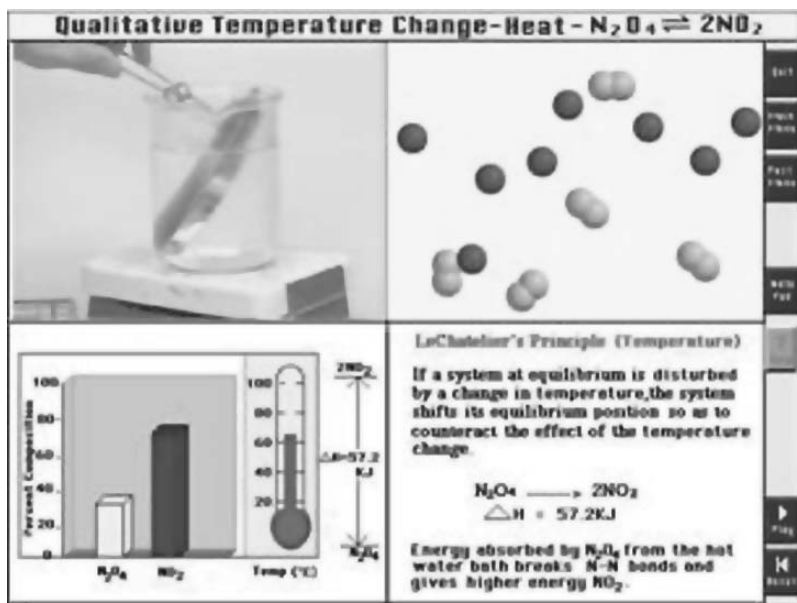 Qualitative Temperature Change-Heat-N₂O₄⇌ 2NO₂
Exit
LeChatelier's Principle (Temperature)
If a system at equilibrium is disturbed
by a change in temperature,the system
shifts its equilibrium position so as to
counteract the effect of the temperature
change.
N₂O₄ ⟶ 2NO₂
△H = 57.2KJ
Energy absorbed by N₂O₄ from the hot
water bath breaks N-N bonds and
gives higher energy NO₂.
Percent Composition
100
80
60
40
20
0
N₂O₄
NO₂
100
80
60
40
20
Temp (°C)
2NO₂
△H=57.2
KJ
N₂O₄
Play